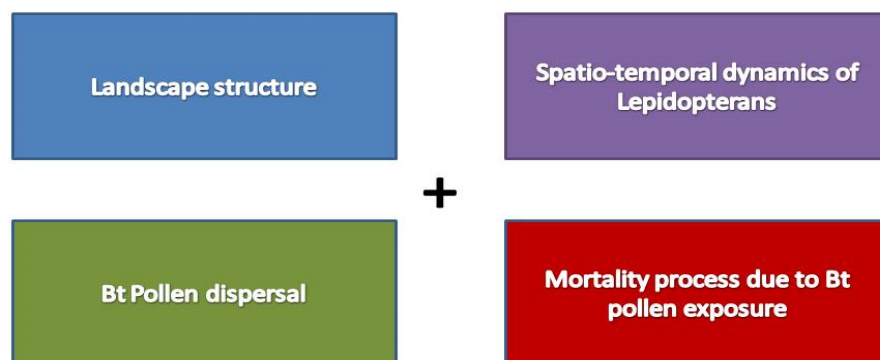 Landscape structure
Spatio-temporal dynamics of
Lepidopterans
+
Bt Pollen dispersal
Mortality process due to Bt
pollen exposure